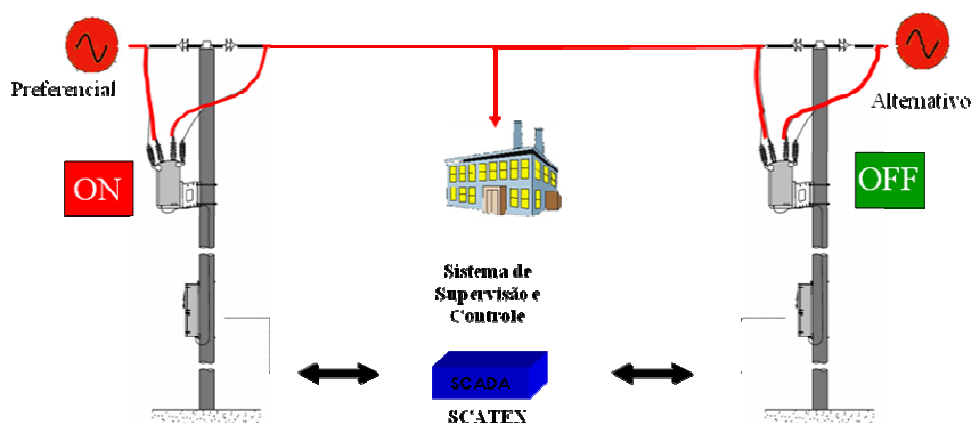 Preferencial
Alternativo
ON
OFF
Sistema de
Supervisão e
Controle
SCADA
SCATEX